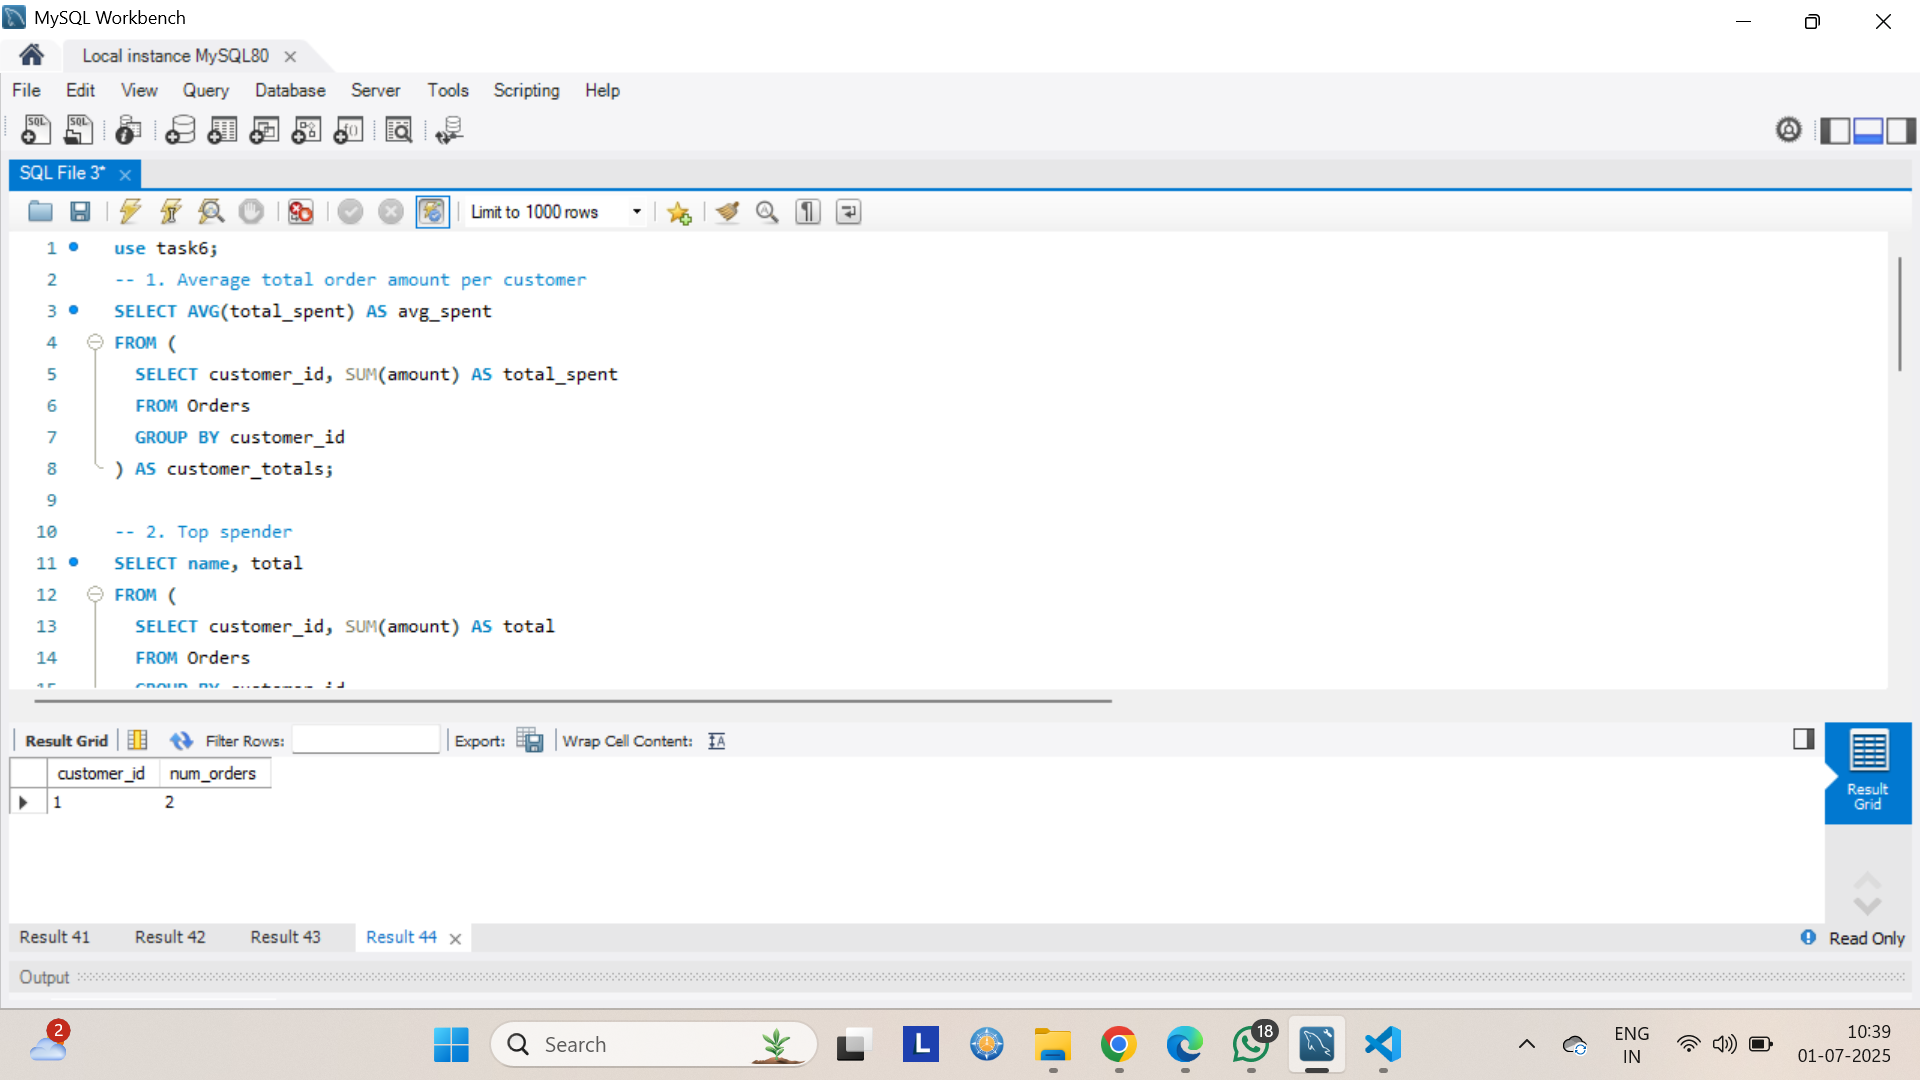 MySQL Workbench
Local instance MySQL80
File Edit View Query Database Server Tools Scripting Help
SQL File 3*
Limit to 1000 rows
1 use task6;
2 -- 1. Average total order amount per customer
3 SELECT AVG(total_spent) AS avg_spent
4 FROM (
5 SELECT customer_id, SUM(amount) AS total_spent
6 FROM Orders
7 GROUP BY customer_id
8 ) AS customer_totals;
9
10 -- 2. Top spender
11 SELECT name, total
12 FROM (
13 SELECT customer_id, SUM(amount) AS total
14 FROM Orders
15 GROUP BY customer_id
Result Grid Filter Rows: Export: Wrap Cell Content:
customer_id num_orders
1 2
Result Grid
Result 41 Result 42 Result 43 Result 44 Read Only
Output
2
Search
L
18
ENG
IN
10:39
01-07-2025